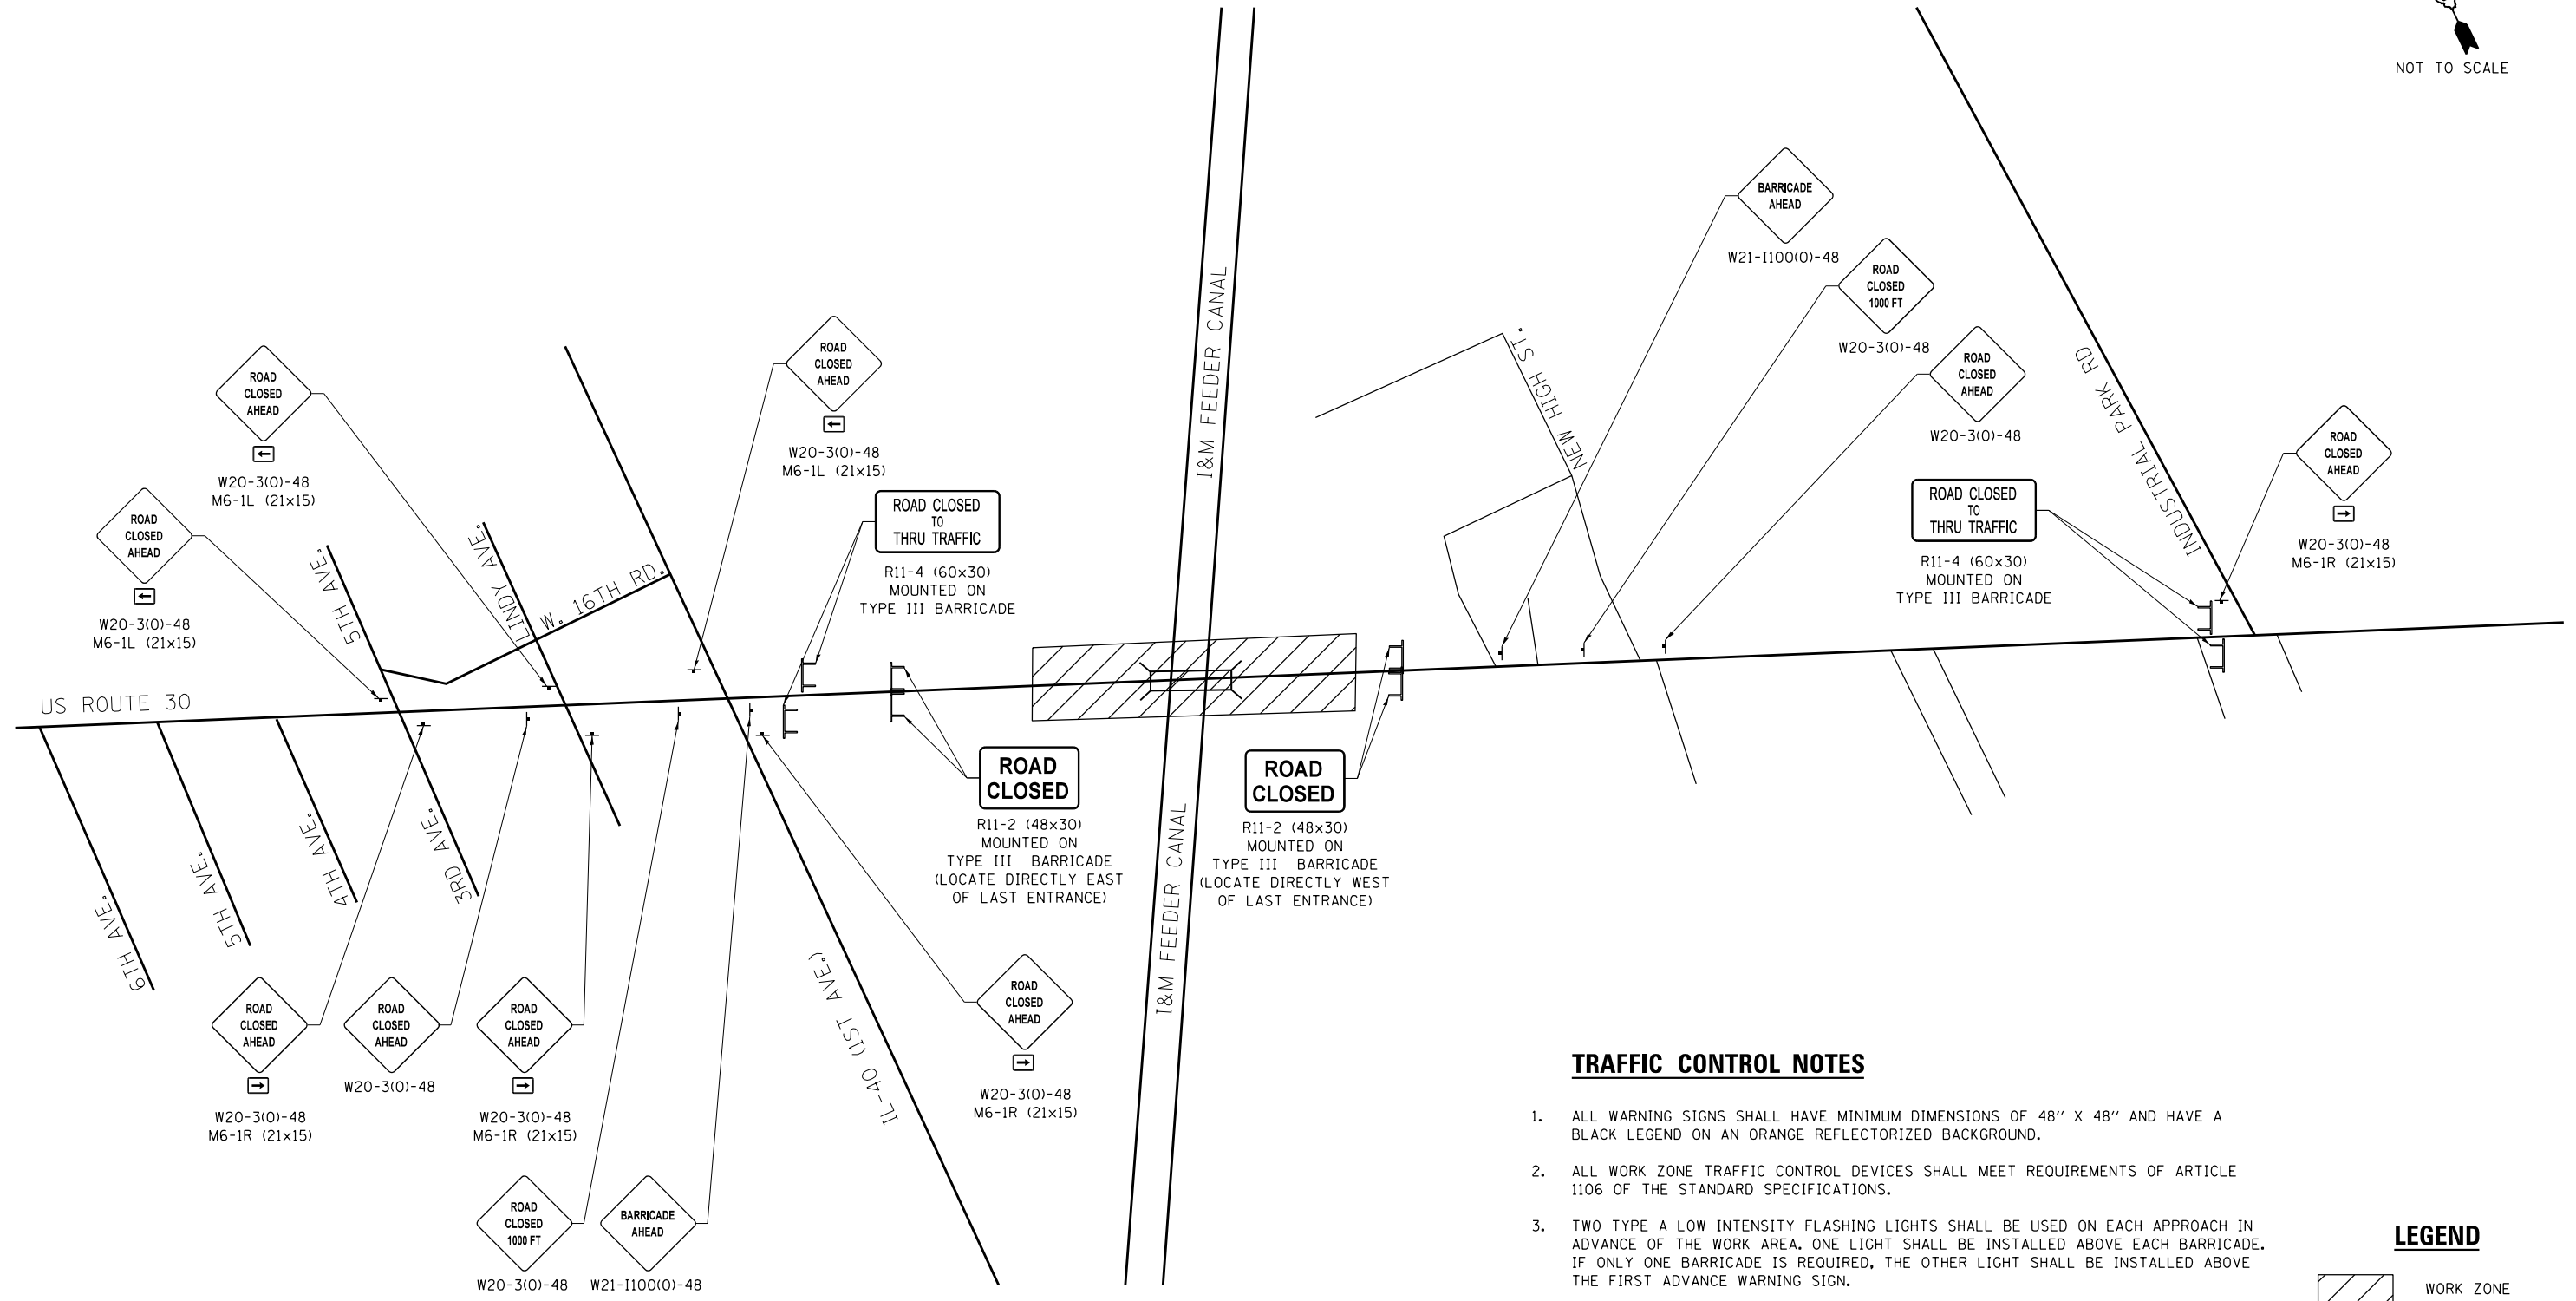 NOT TO SCALE
BARRICADE
AHEAD
W21-I100(O)-48
ROAD
CLOSED
1000 FT
W20-3(O)-48
ROAD
CLOSED
AHEAD
W20-3(O)-48
ROAD
CLOSED
AHEAD
W20-3(O)-48
M6-1R (21x15)
INDUSTRIAL PARK RD
NEW HIGH ST.
I&M FEEDER CANAL
ROAD
CLOSED
AHEAD
W20-3(O)-48
M6-1L (21x15)
ROAD
CLOSED
AHEAD
W20-3(O)-48
M6-1L (21x15)
ROAD
CLOSED
AHEAD
W20-3(O)-48
M6-1L (21x15)
ROAD CLOSED
TO
THRU TRAFFIC
R11-4 (60x30)
MOUNTED ON
TYPE III BARRICADE
ROAD CLOSED
TO
THRU TRAFFIC
R11-4 (60x30)
MOUNTED ON
TYPE III BARRICADE
5TH AVE.
LINDY AVE.
W. 16TH RD.
US ROUTE 30
6TH AVE.
5TH AVE.
4TH AVE.
3RD AVE.
IL-40 (1ST AVE.)
I&M FEEDER CANAL
ROAD
CLOSED
R11-2 (48x30)
MOUNTED ON
TYPE III BARRICADE
(LOCATE DIRECTLY EAST
OF LAST ENTRANCE)
ROAD
CLOSED
R11-2 (48x30)
MOUNTED ON
TYPE III BARRICADE
(LOCATE DIRECTLY WEST
OF LAST ENTRANCE)
ROAD
CLOSED
AHEAD
W20-3(O)-48
M6-1R (21x15)
ROAD
CLOSED
AHEAD
W20-3(O)-48
ROAD
CLOSED
AHEAD
W20-3(O)-48
M6-1R (21x15)
ROAD
CLOSED
AHEAD
W20-3(O)-48
M6-1R (21x15)
ROAD
CLOSED
1000 FT
W20-3(O)-48
BARRICADE
AHEAD
W21-I100(O)-48
TRAFFIC CONTROL NOTES
1. ALL WARNING SIGNS SHALL HAVE MINIMUM DIMENSIONS OF 48'' X 48'' AND HAVE A
BLACK LEGEND ON AN ORANGE REFLECTORIZED BACKGROUND.
2. ALL WORK ZONE TRAFFIC CONTROL DEVICES SHALL MEET REQUIREMENTS OF ARTICLE
1106 OF THE STANDARD SPECIFICATIONS.
3. TWO TYPE A LOW INTENSITY FLASHING LIGHTS SHALL BE USED ON EACH APPROACH IN
ADVANCE OF THE WORK AREA. ONE LIGHT SHALL BE INSTALLED ABOVE EACH BARRICADE.
IF ONLY ONE BARRICADE IS REQUIRED, THE OTHER LIGHT SHALL BE INSTALLED ABOVE
THE FIRST ADVANCE WARNING SIGN.
LEGEND
WORK ZONE